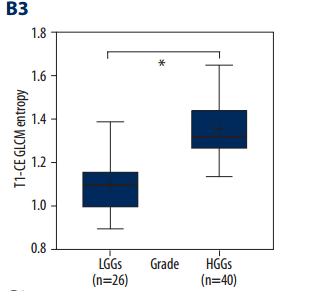 B3
T1-CE GLCM entropy
1.8
1.6
1.4
1.2
1.0
0.8
*
LGGs Grade HGGs
(n=26) (n=40)